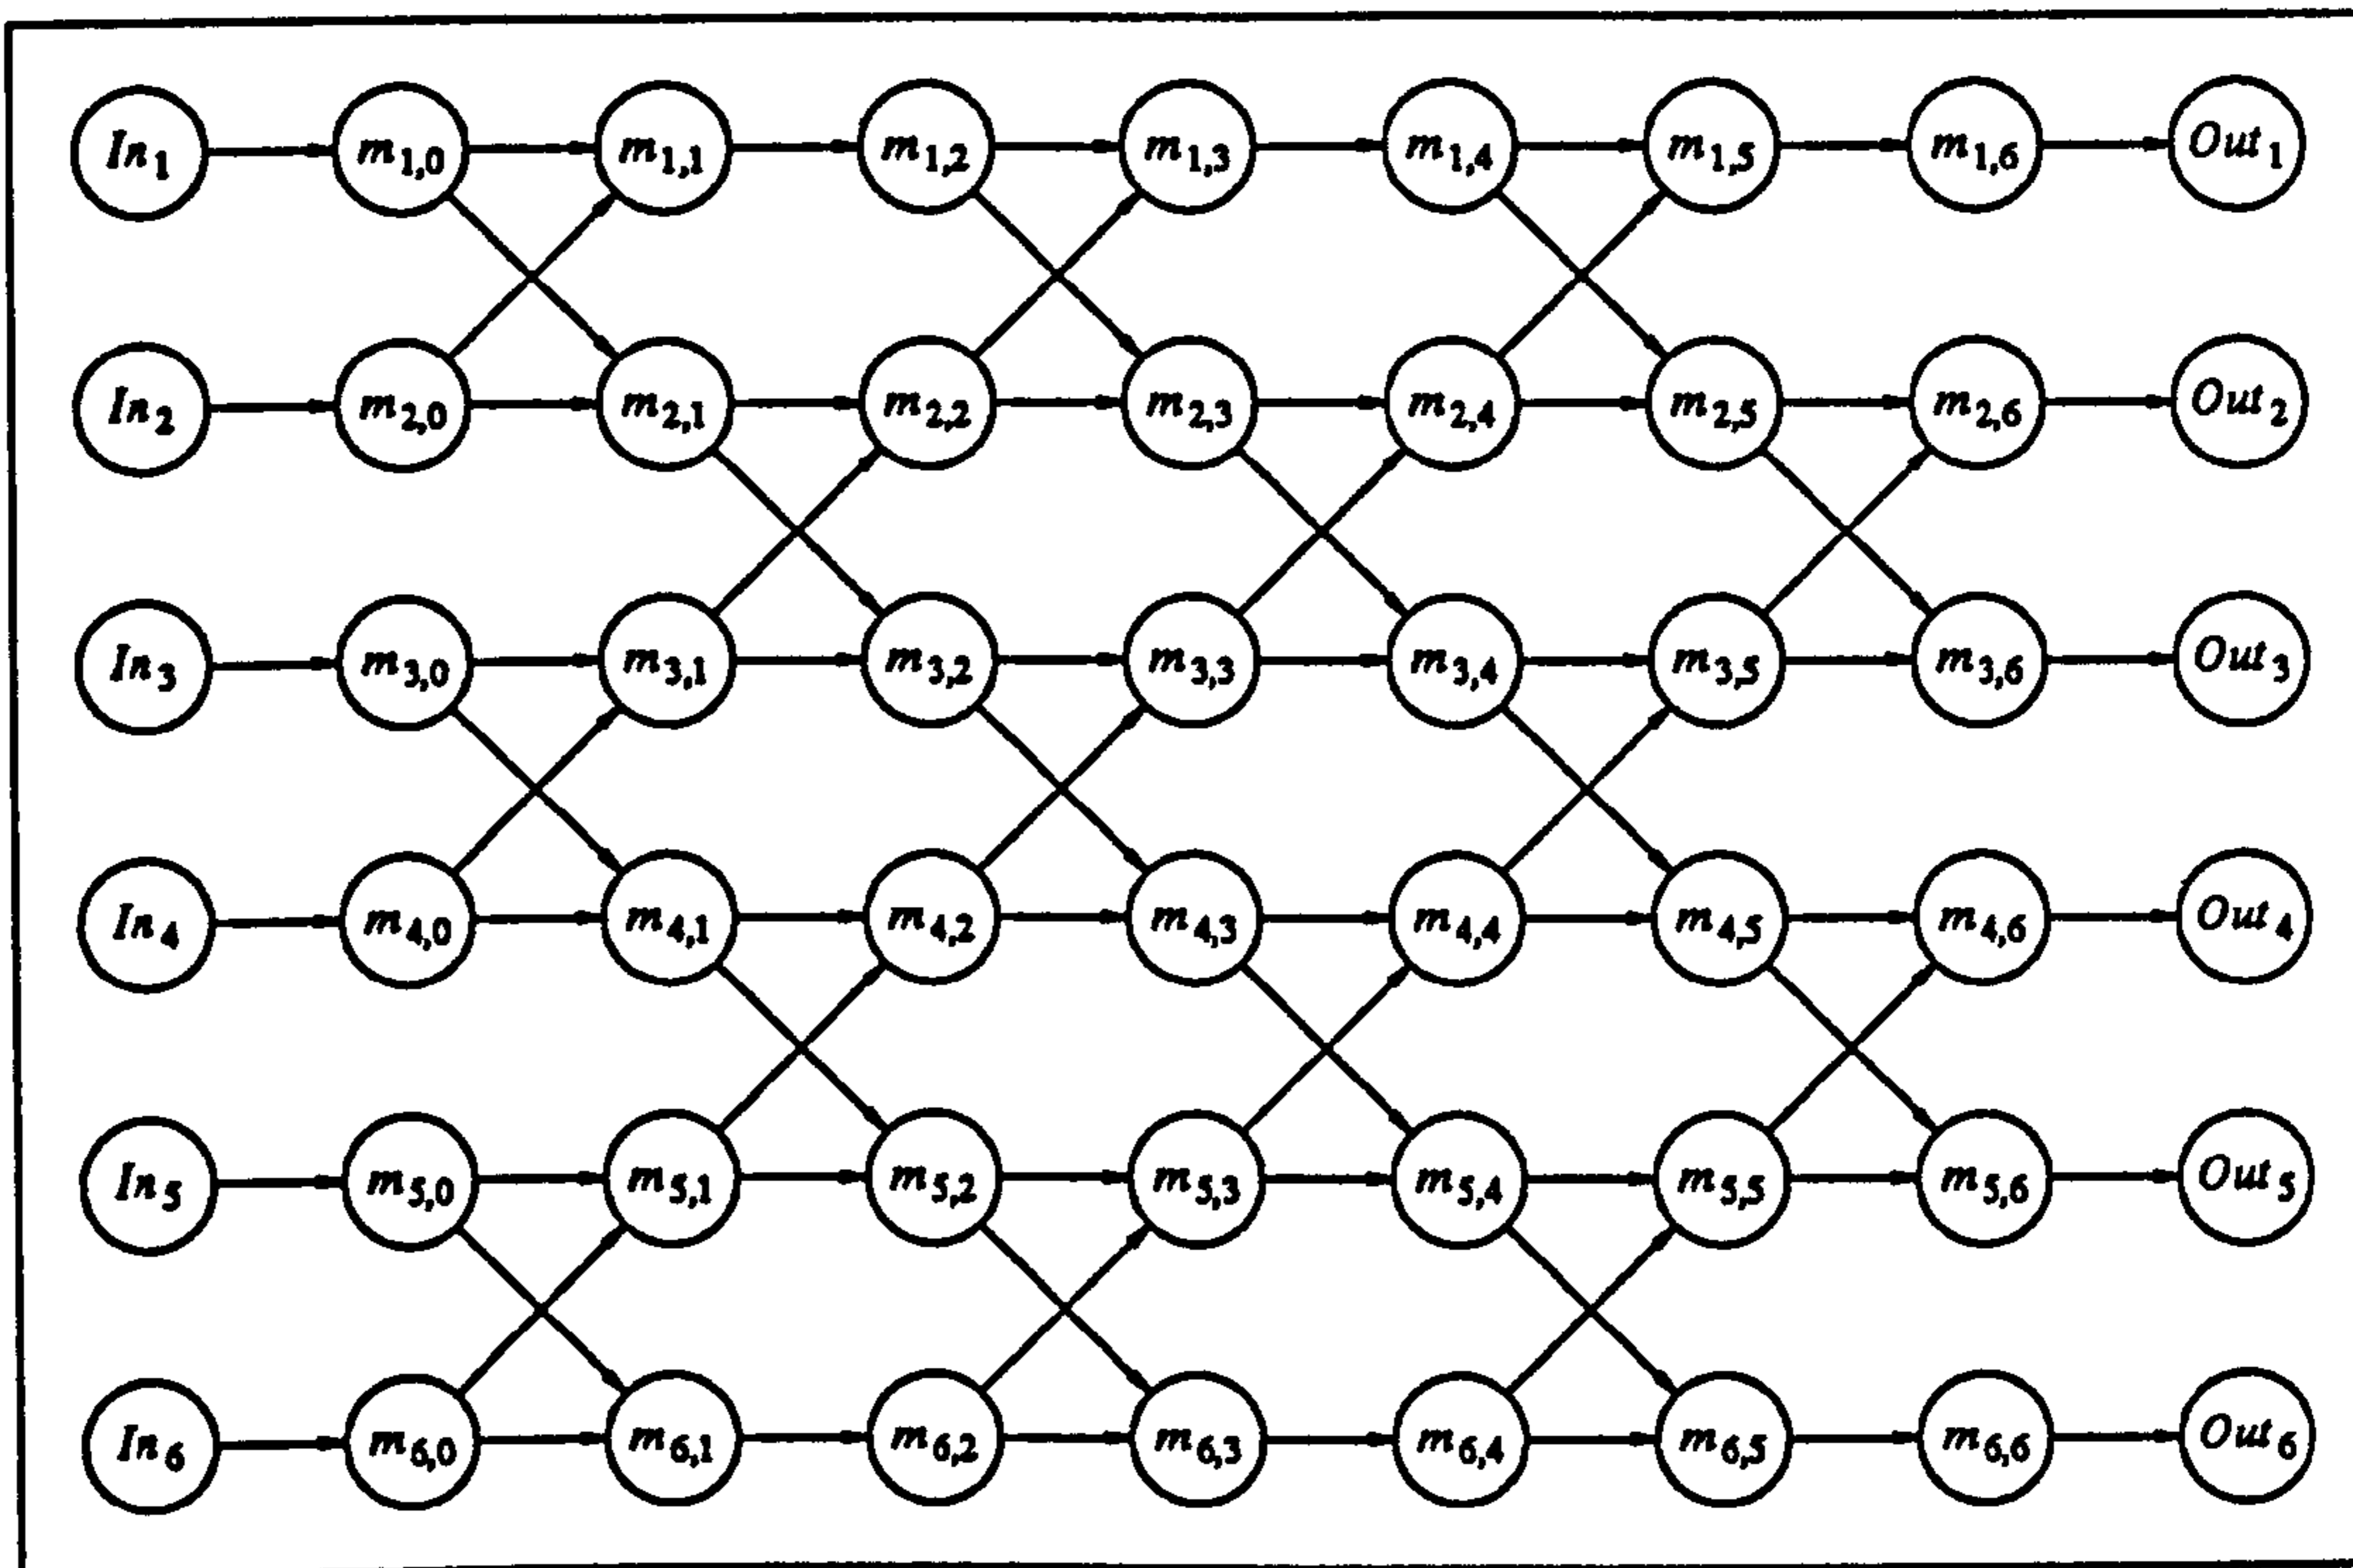 In1 m1,0 m1,1 m1,2 m1,3 m1,4 m1,5 m1,6 Out1
In2 m2,0 m2,1 m2,2 m2,3 m2,4 m2,5 m2,6 Out2
In3 m3,0 m3,1 m3,2 m3,3 m3,4 m3,5 m3,6 Out3
In4 m4,0 m4,1 m4,2 m4,3 m4,4 m4,5 m4,6 Out4
In5 m5,0 m5,1 m5,2 m5,3 m5,4 m5,5 m5,6 Out5
In6 m6,0 m6,1 m6,2 m6,3 m6,4 m6,5 m6,6 Out6